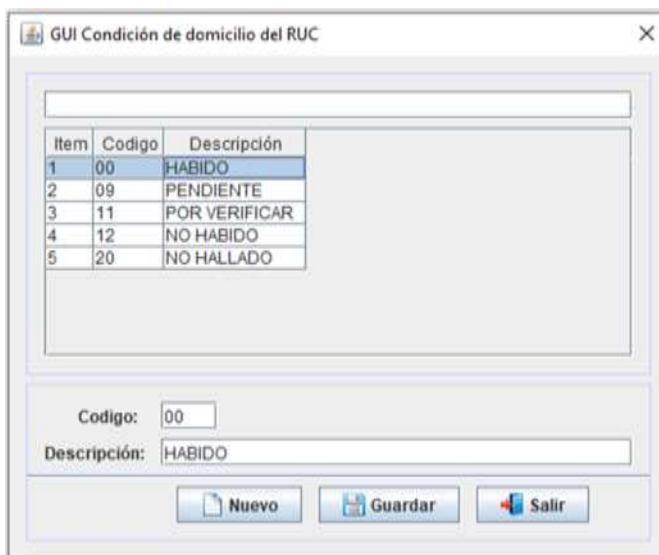 GUI Condición de domicilio del RUC
Item Codigo Descripción
1 00 HABIDO
2 09 PENDIENTE
3 11 POR VERIFICAR
4 12 NO HABIDO
5 20 NO HALLADO
Codigo: 00
Descripción: HABIDO
Nuevo Guardar Salir